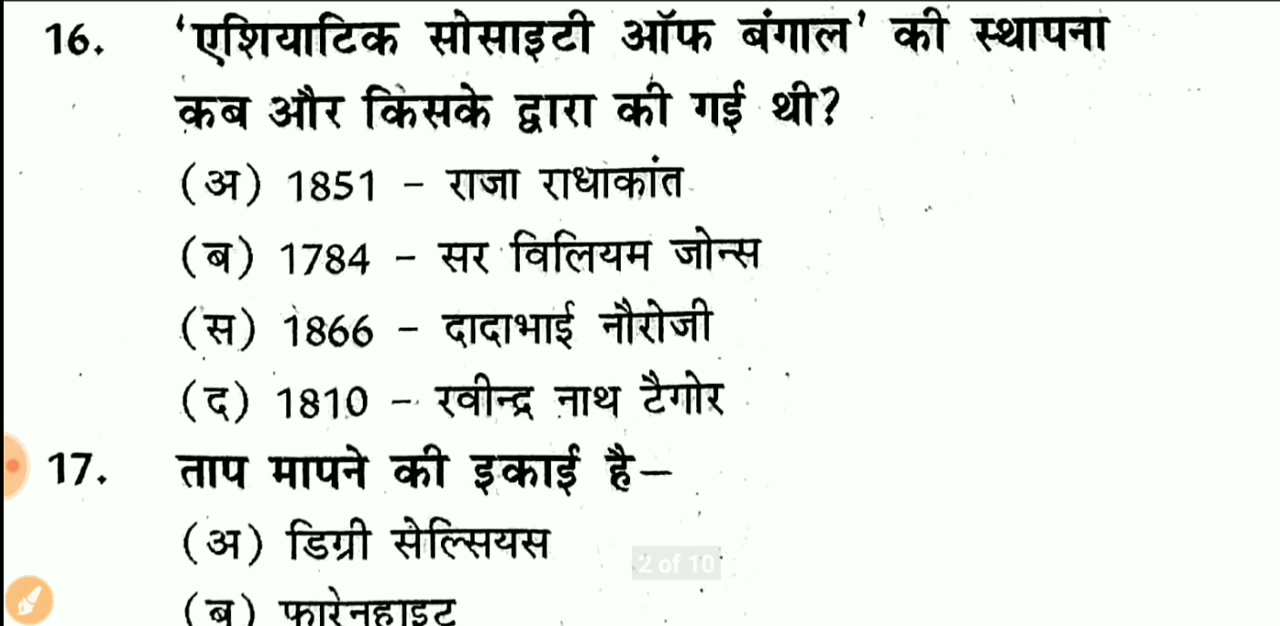 16. ‘एशियाटिक सोसाइटी ऑफ बंगाल’ की स्थापना
कब और किसके द्वारा की गई थी?
(अ) 1851 – राजा राधाकांत
(ब) 1784 – सर विलियम जोन्स
(स) 1866 – दादाभाई नौरोजी
(द) 1810 – रवीन्द्र नाथ टैगोर
17. ताप मापने की इकाई है–
(अ) डिग्री सेल्सियस
2 of 10
(ब) फारेनहाइट